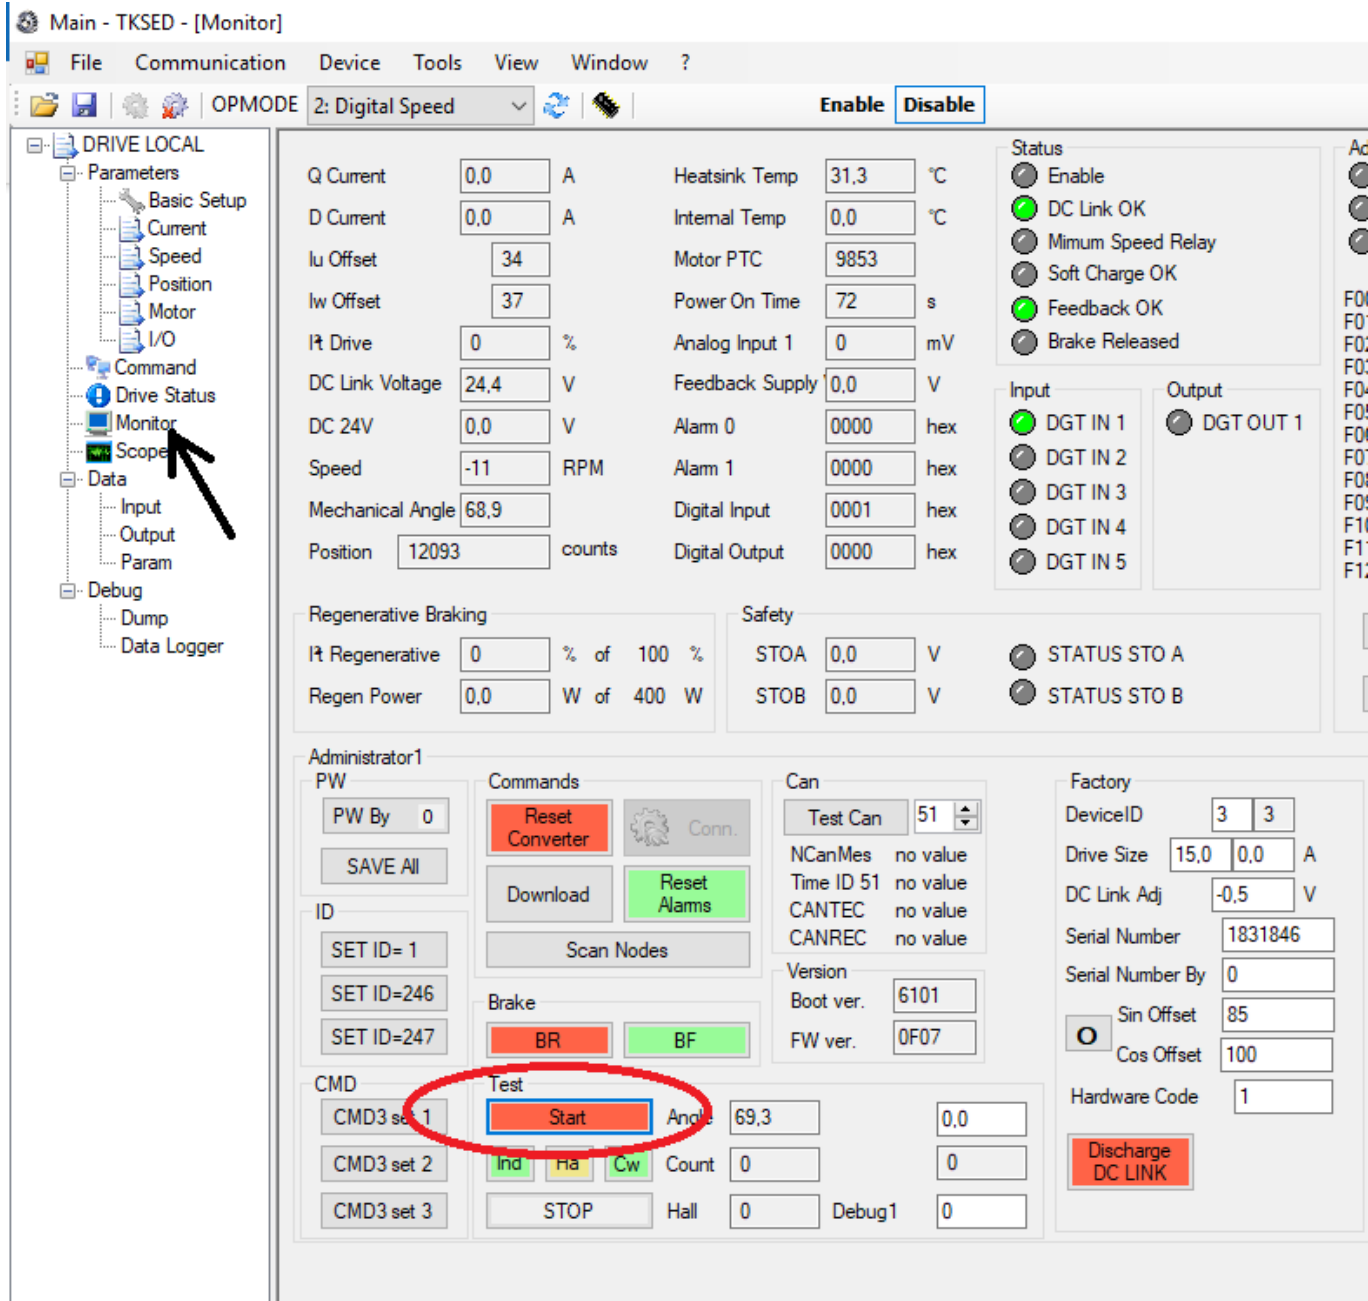 Main - TKSED - [Monitor]
File Communication Device Tools View Window ?
OPMODE 2: Digital Speed Enable Disable
DRIVE LOCAL
Parameters
Basic Setup
Current
Speed
Position
Motor
I/O
Command
Drive Status
Monitor
Scope
Data
Input
Output
Param
Debug
Dump
Data Logger
Q Current 0,0 A
D Current 0,0 A
Iu Offset 34
Iw Offset 37
I²t Drive 0 %
DC Link Voltage 24,4 V
DC 24V 0,0 V
Speed -11 RPM
Mechanical Angle 68,9
Position 12093 counts
Heatsink Temp 31,3 °C
Internal Temp 0,0 °C
Motor PTC 9853
Power On Time 72 s
Analog Input 1 0 mV
Feedback Supply 0,0 V
Alarm 0 0000 hex
Alarm 1 0000 hex
Digital Input 0001 hex
Digital Output 0000 hex
Status
Enable
DC Link OK
Mimum Speed Relay
Soft Charge OK
Feedback OK
Brake Released
Input
DGT IN 1
DGT IN 2
DGT IN 3
DGT IN 4
DGT IN 5
Output
DGT OUT 1
Ad
F00
F01
F02
F03
F04
F05
F06
F07
F08
F09
F10
F11
F12
Regenerative Braking
I²t Regenerative 0 % of 100 %
Regen Power 0,0 W of 400 W
Safety
STOA 0,0 V STATUS STO A
STOB 0,0 V STATUS STO B
Administrator1
PW
PW By 0
SAVE All
ID
SET ID= 1
SET ID=246
SET ID=247
CMD
CMD3 set 1
CMD3 set 2
CMD3 set 3
Commands
Reset
Converter
Conn.
Download
Reset
Alarms
Scan Nodes
Brake
BR BF
Test
Start Angle 69,3 0,0
Ind Ha Cw Count 0 0
STOP Hall 0 Debug1 0
Can
Test Can 51
NCanMes no value
Time ID 51 no value
CANTEC no value
CANREC no value
Version
Boot ver. 6101
FW ver. 0F07
Factory
DeviceID 3 3
Drive Size 15,0 0,0 A
DC Link Adj -0,5 V
Serial Number 1831846
Serial Number By 0
O
Sin Offset 85
Cos Offset 100
Hardware Code 1
Discharge
DC LINK